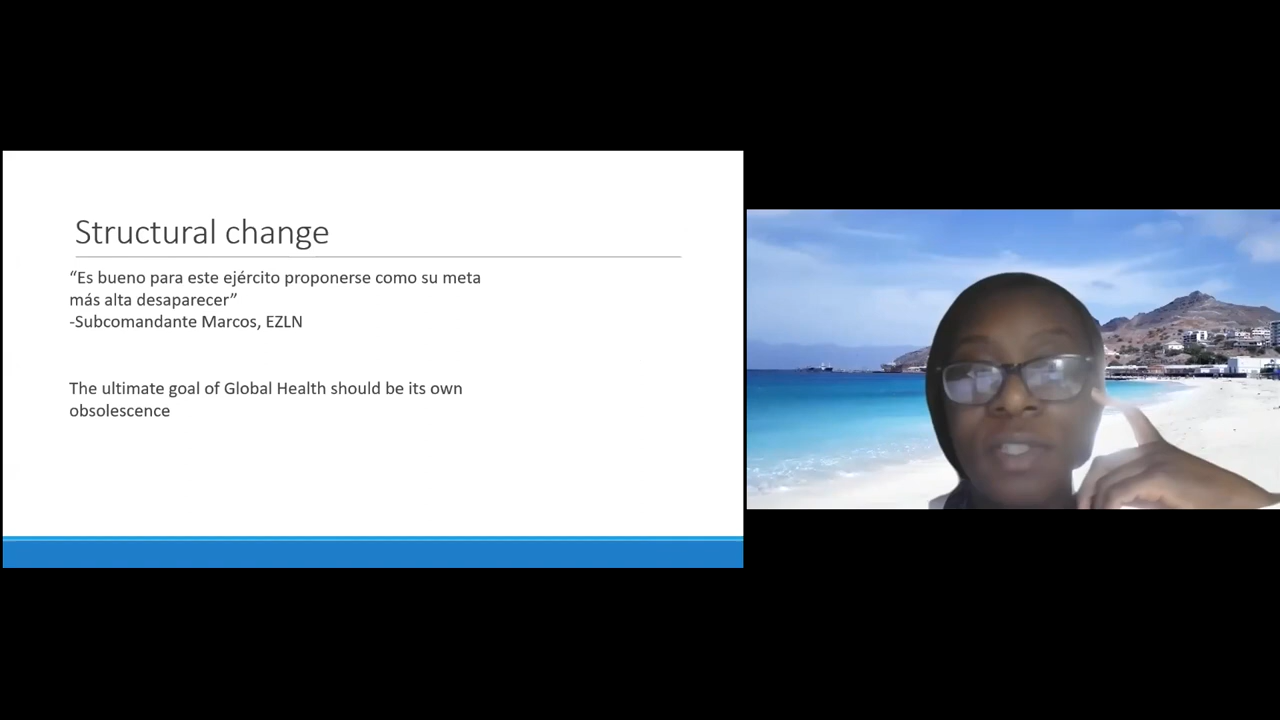 Structural change
“Es bueno para este ejército proponerse como su meta
más alta desaparecer”
-Subcomandante Marcos, EZLN
The ultimate goal of Global Health should be its own
obsolescence